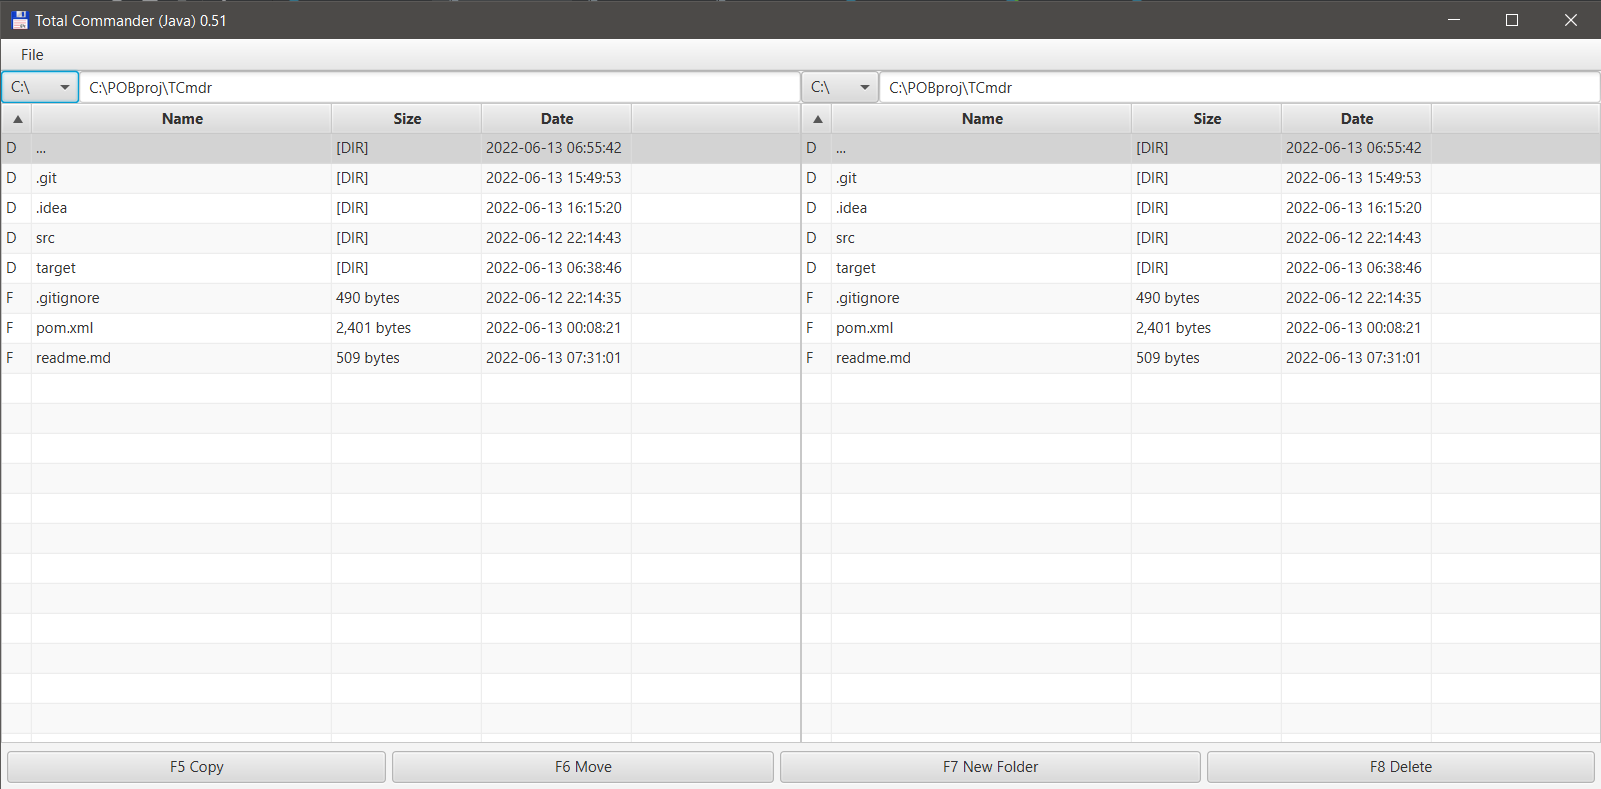 Total Commander (Java) 0.51
File
C:\ C:\POBproj\TCmdr C:\ C:\POBproj\TCmdr
Name Size Date Name Size Date
D ... [DIR] 2022-06-13 06:55:42 D ... [DIR] 2022-06-13 06:55:42
D .git [DIR] 2022-06-13 15:49:53 D .git [DIR] 2022-06-13 15:49:53
D .idea [DIR] 2022-06-13 16:15:20 D .idea [DIR] 2022-06-13 16:15:20
D src [DIR] 2022-06-12 22:14:43 D src [DIR] 2022-06-12 22:14:43
D target [DIR] 2022-06-13 06:38:46 D target [DIR] 2022-06-13 06:38:46
F .gitignore 490 bytes 2022-06-12 22:14:35 F .gitignore 490 bytes 2022-06-12 22:14:35
F pom.xml 2,401 bytes 2022-06-13 00:08:21 F pom.xml 2,401 bytes 2022-06-13 00:08:21
F readme.md 509 bytes 2022-06-13 07:31:01 F readme.md 509 bytes 2022-06-13 07:31:01
F5 Copy F6 Move F7 New Folder F8 Delete